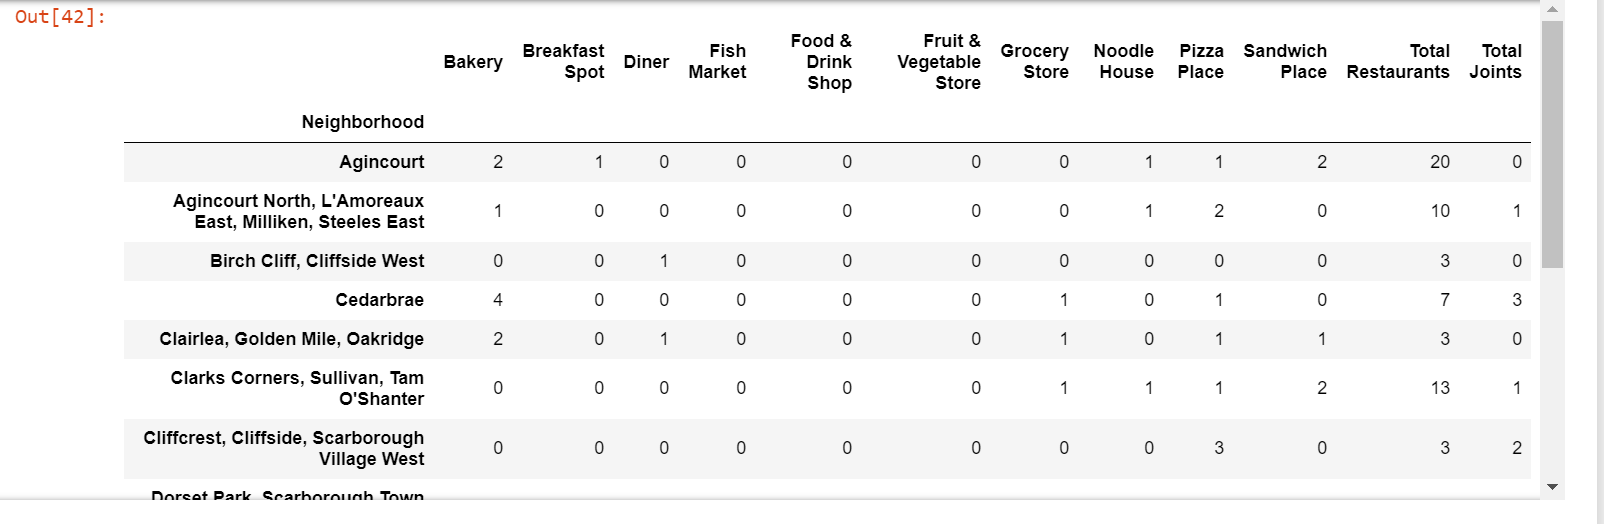 Out[42]:
Bakery Breakfast Spot Diner Fish Market Food & Drink Shop Fruit & Vegetable Store Grocery Store Noodle House Pizza Place Sandwich Place Total Restaurants Total Joints
Neighborhood
Agincourt 2 1 0 0 0 0 0 1 1 2 20 0
Agincourt North, L'Amoreaux
East, Milliken, Steeles East 1 0 0 0 0 0 0 1 2 0 10 1
Birch Cliff, Cliffside West 0 0 1 0 0 0 0 0 0 0 3 0
Cedarbrae 4 0 0 0 0 0 1 0 1 0 7 3
Clairlea, Golden Mile, Oakridge 2 0 1 0 0 0 1 0 1 1 3 0
Clarks Corners, Sullivan, Tam
O'Shanter 0 0 0 0 0 0 1 1 1 2 13 1
Cliffcrest, Cliffside, Scarborough
Village West 0 0 0 0 0 0 0 0 3 0 3 2
Dorset Park, Scarborough Town